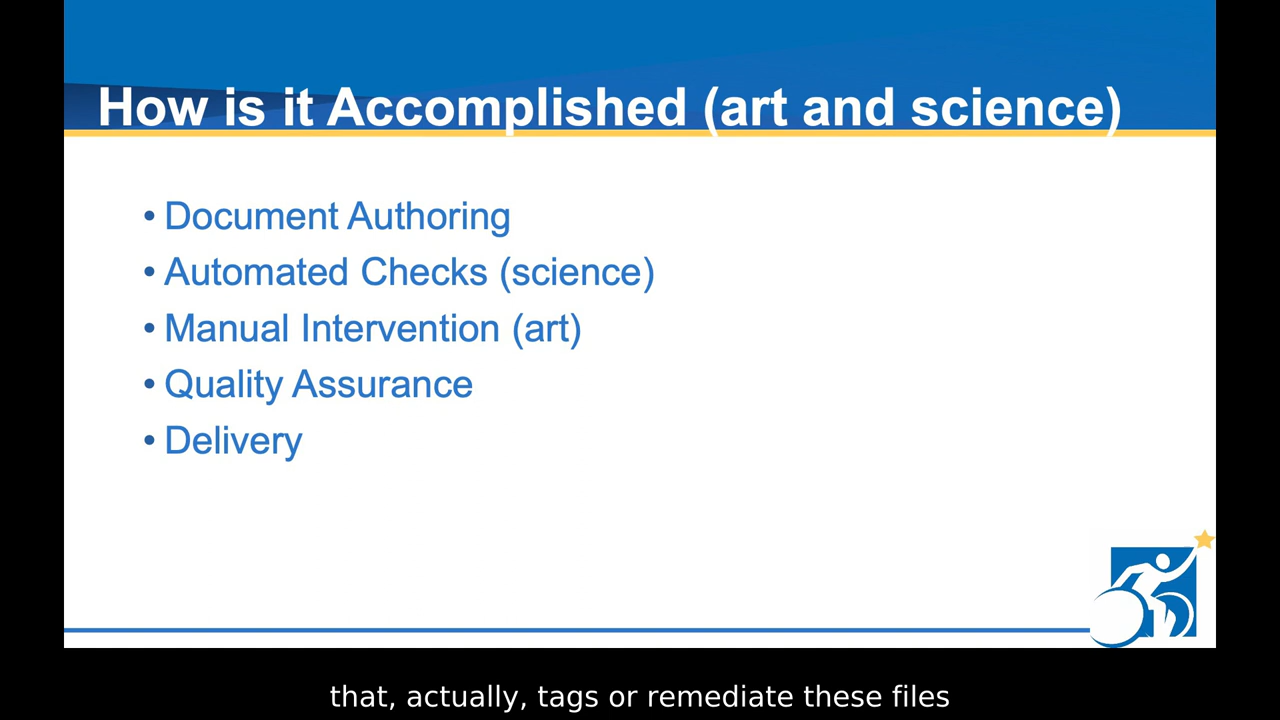 How is it Accomplished (art and science)
• Document Authoring
• Automated Checks (science)
• Manual Intervention (art)
• Quality Assurance
• Delivery
that, actually, tags or remediate these files